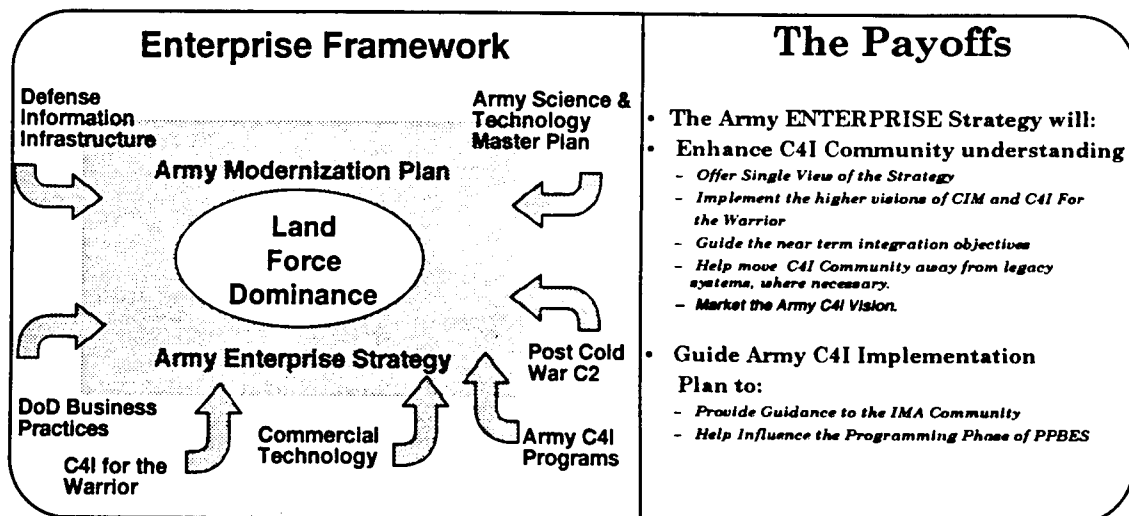 Enterprise Framework
Defense
Information
Infrastructure
Army Science &
Technology
Master Plan
Army Modernization Plan
Land
Force
Dominance
Army Enterprise Strategy
Post Cold
War C2
DoD Business
Practices
C4I for the
Warrior
Commercial
Technology
Army C4I
Programs
The Payoffs
• The Army ENTERPRISE Strategy will:
• Enhance C4I Community understanding
- Offer Single View of the Strategy
- Implement the higher visions of CIM and C4I For
the Warrior
- Guide the near term integration objectives
- Help move C4I Community away from legacy
systems, where necessary.
- Market the Army C4I Vision.
• Guide Army C4I Implementation
Plan to:
- Provide Guidance to the IMA Community
- Help Influence the Programming Phase of PPBES